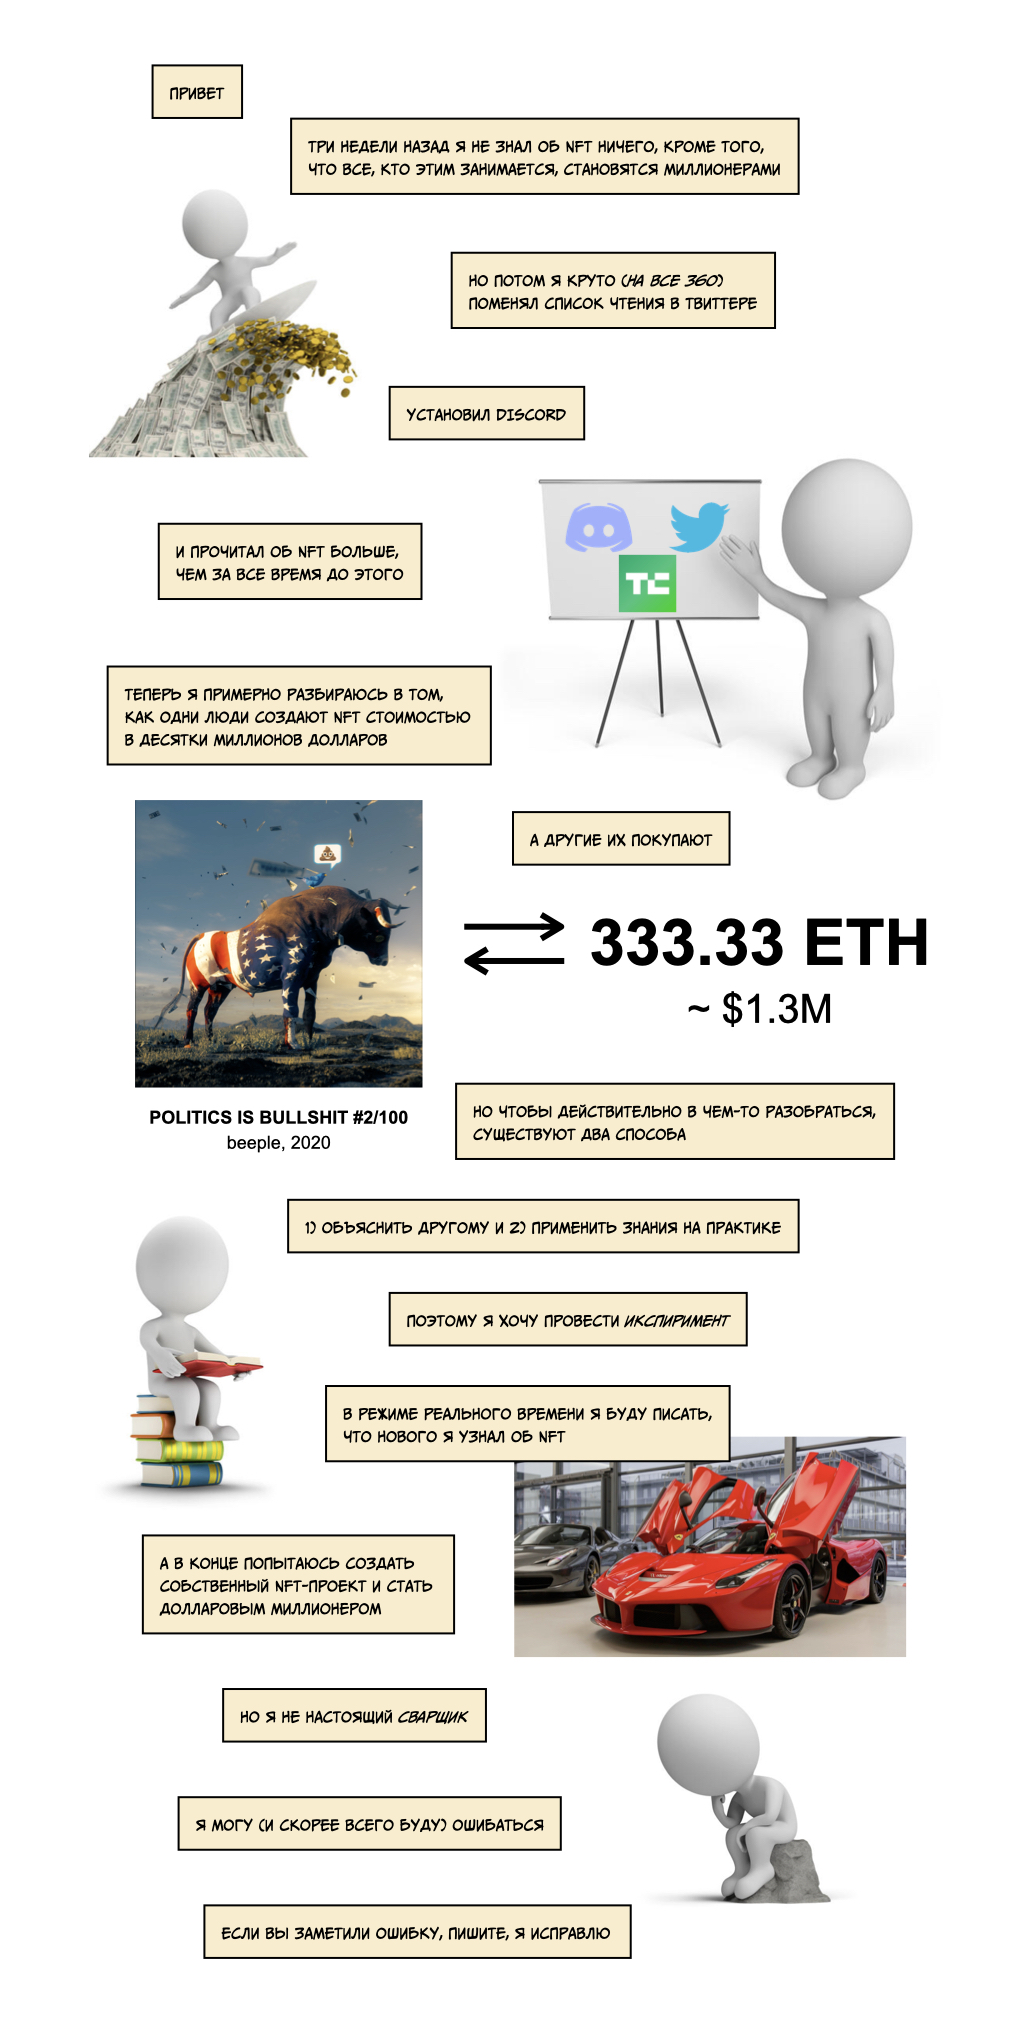 ПРИВЕТ
ТРИ НЕДЕЛИ НАЗАД Я НЕ ЗНАЛ ОБ NFT НИЧЕГО, КРОМЕ ТОГО,
ЧТО ВСЕ, КТО ЭТИМ ЗАНИМАЕТСЯ, СТАНОВЯТСЯ МИЛЛИОНЕРАМИ
НО ПОТОМ Я КРУТО (НА ВСЕ 360)
ПОМЕНЯЛ СПИСОК ЧТЕНИЯ В ТВИТТЕРЕ
УСТАНОВИЛ DISCORD
TC
И ПРОЧИТАЛ ОБ NFT БОЛЬШЕ,
ЧЕМ ЗА ВСЕ ВРЕМЯ ДО ЭТОГО
ТЕПЕРЬ Я ПРИМЕРНО РАЗБИРАЮСЬ В ТОМ,
КАК ОДНИ ЛЮДИ СОЗДАЮТ NFT СТОИМОСТЬЮ
В ДЕСЯТКИ МИЛЛИОНОВ ДОЛЛАРОВ
А ДРУГИЕ ИХ ПОКУПАЮТ
333.33 ETH
~ $1.3M
POLITICS IS BULLSHIT #2/100
beeple, 2020
НО ЧТОБЫ ДЕЙСТВИТЕЛЬНО В ЧЕМ-ТО РАЗОБРАТЬСЯ,
СУЩЕСТВУЮТ ДВА СПОСОБА
1) ОБЪЯСНИТЬ ДРУГОМУ И 2) ПРИМЕНИТЬ ЗНАНИЯ НА ПРАКТИКЕ
ПОЭТОМУ Я ХОЧУ ПРОВЕСТИ ИКСПИРИМЕНТ
В РЕЖИМЕ РЕАЛЬНОГО ВРЕМЕНИ Я БУДУ ПИСАТЬ,
ЧТО НОВОГО Я УЗНАЛ ОБ NFT
А В КОНЦЕ ПОПЫТАЮСЬ СОЗДАТЬ
СОБСТВЕННЫЙ NFT-ПРОЕКТ И СТАТЬ
ДОЛЛАРОВЫМ МИЛЛИОНЕРОМ
НО Я НЕ НАСТОЯЩИЙ СВАРЩИК
Я МОГУ (И СКОРЕЕ ВСЕГО БУДУ) ОШИБАТЬСЯ
ЕСЛИ ВЫ ЗАМЕТИЛИ ОШИБКУ, ПИШИТЕ, Я ИСПРАВЛЮ